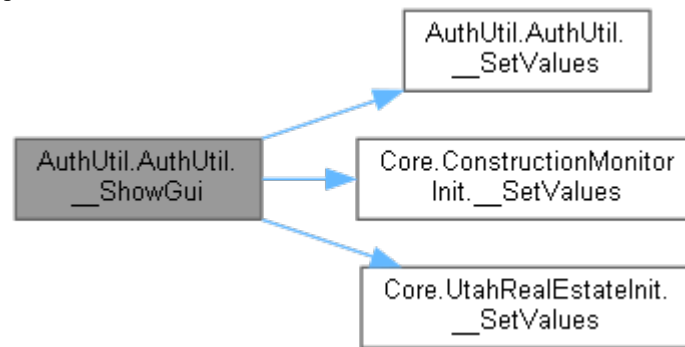 AuthUtil.AuthUtil.
__SetValues
AuthUtil.AuthUtil.
__ShowGui
Core.ConstructionMonitor
Init.__SetValues
Core.UtahRealEstateInit.
__SetValues